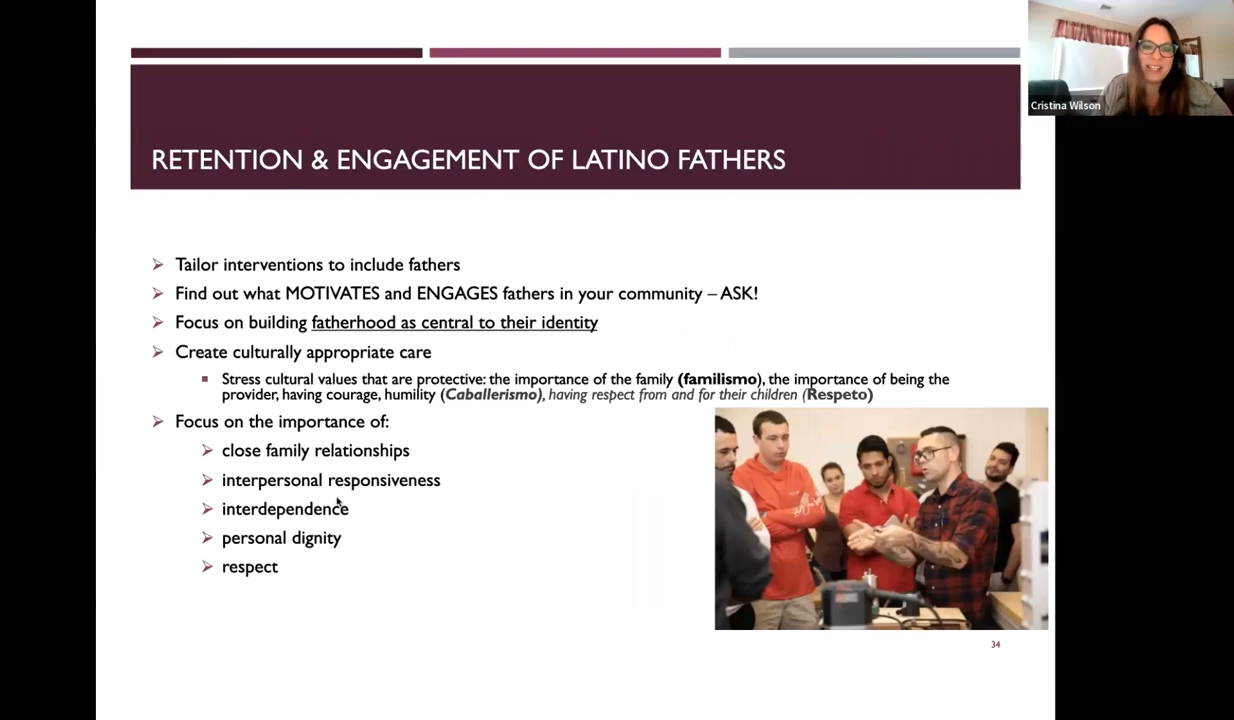 Cristina Wilson
RETENTION & ENGAGEMENT OF LATINO FATHERS
Tailor interventions to include fathers
Find out what MOTIVATES and ENGAGES fathers in your community – ASK!
Focus on building fatherhood as central to their identity
Create culturally appropriate care
Stress cultural values that are protective: the importance of the family (familismo), the importance of being the
provider, having courage, humility (Caballerismo), having respect from and for their children (Respeto)
Focus on the importance of:
close family relationships
interpersonal responsiveness
interdependence
personal dignity
respect
34